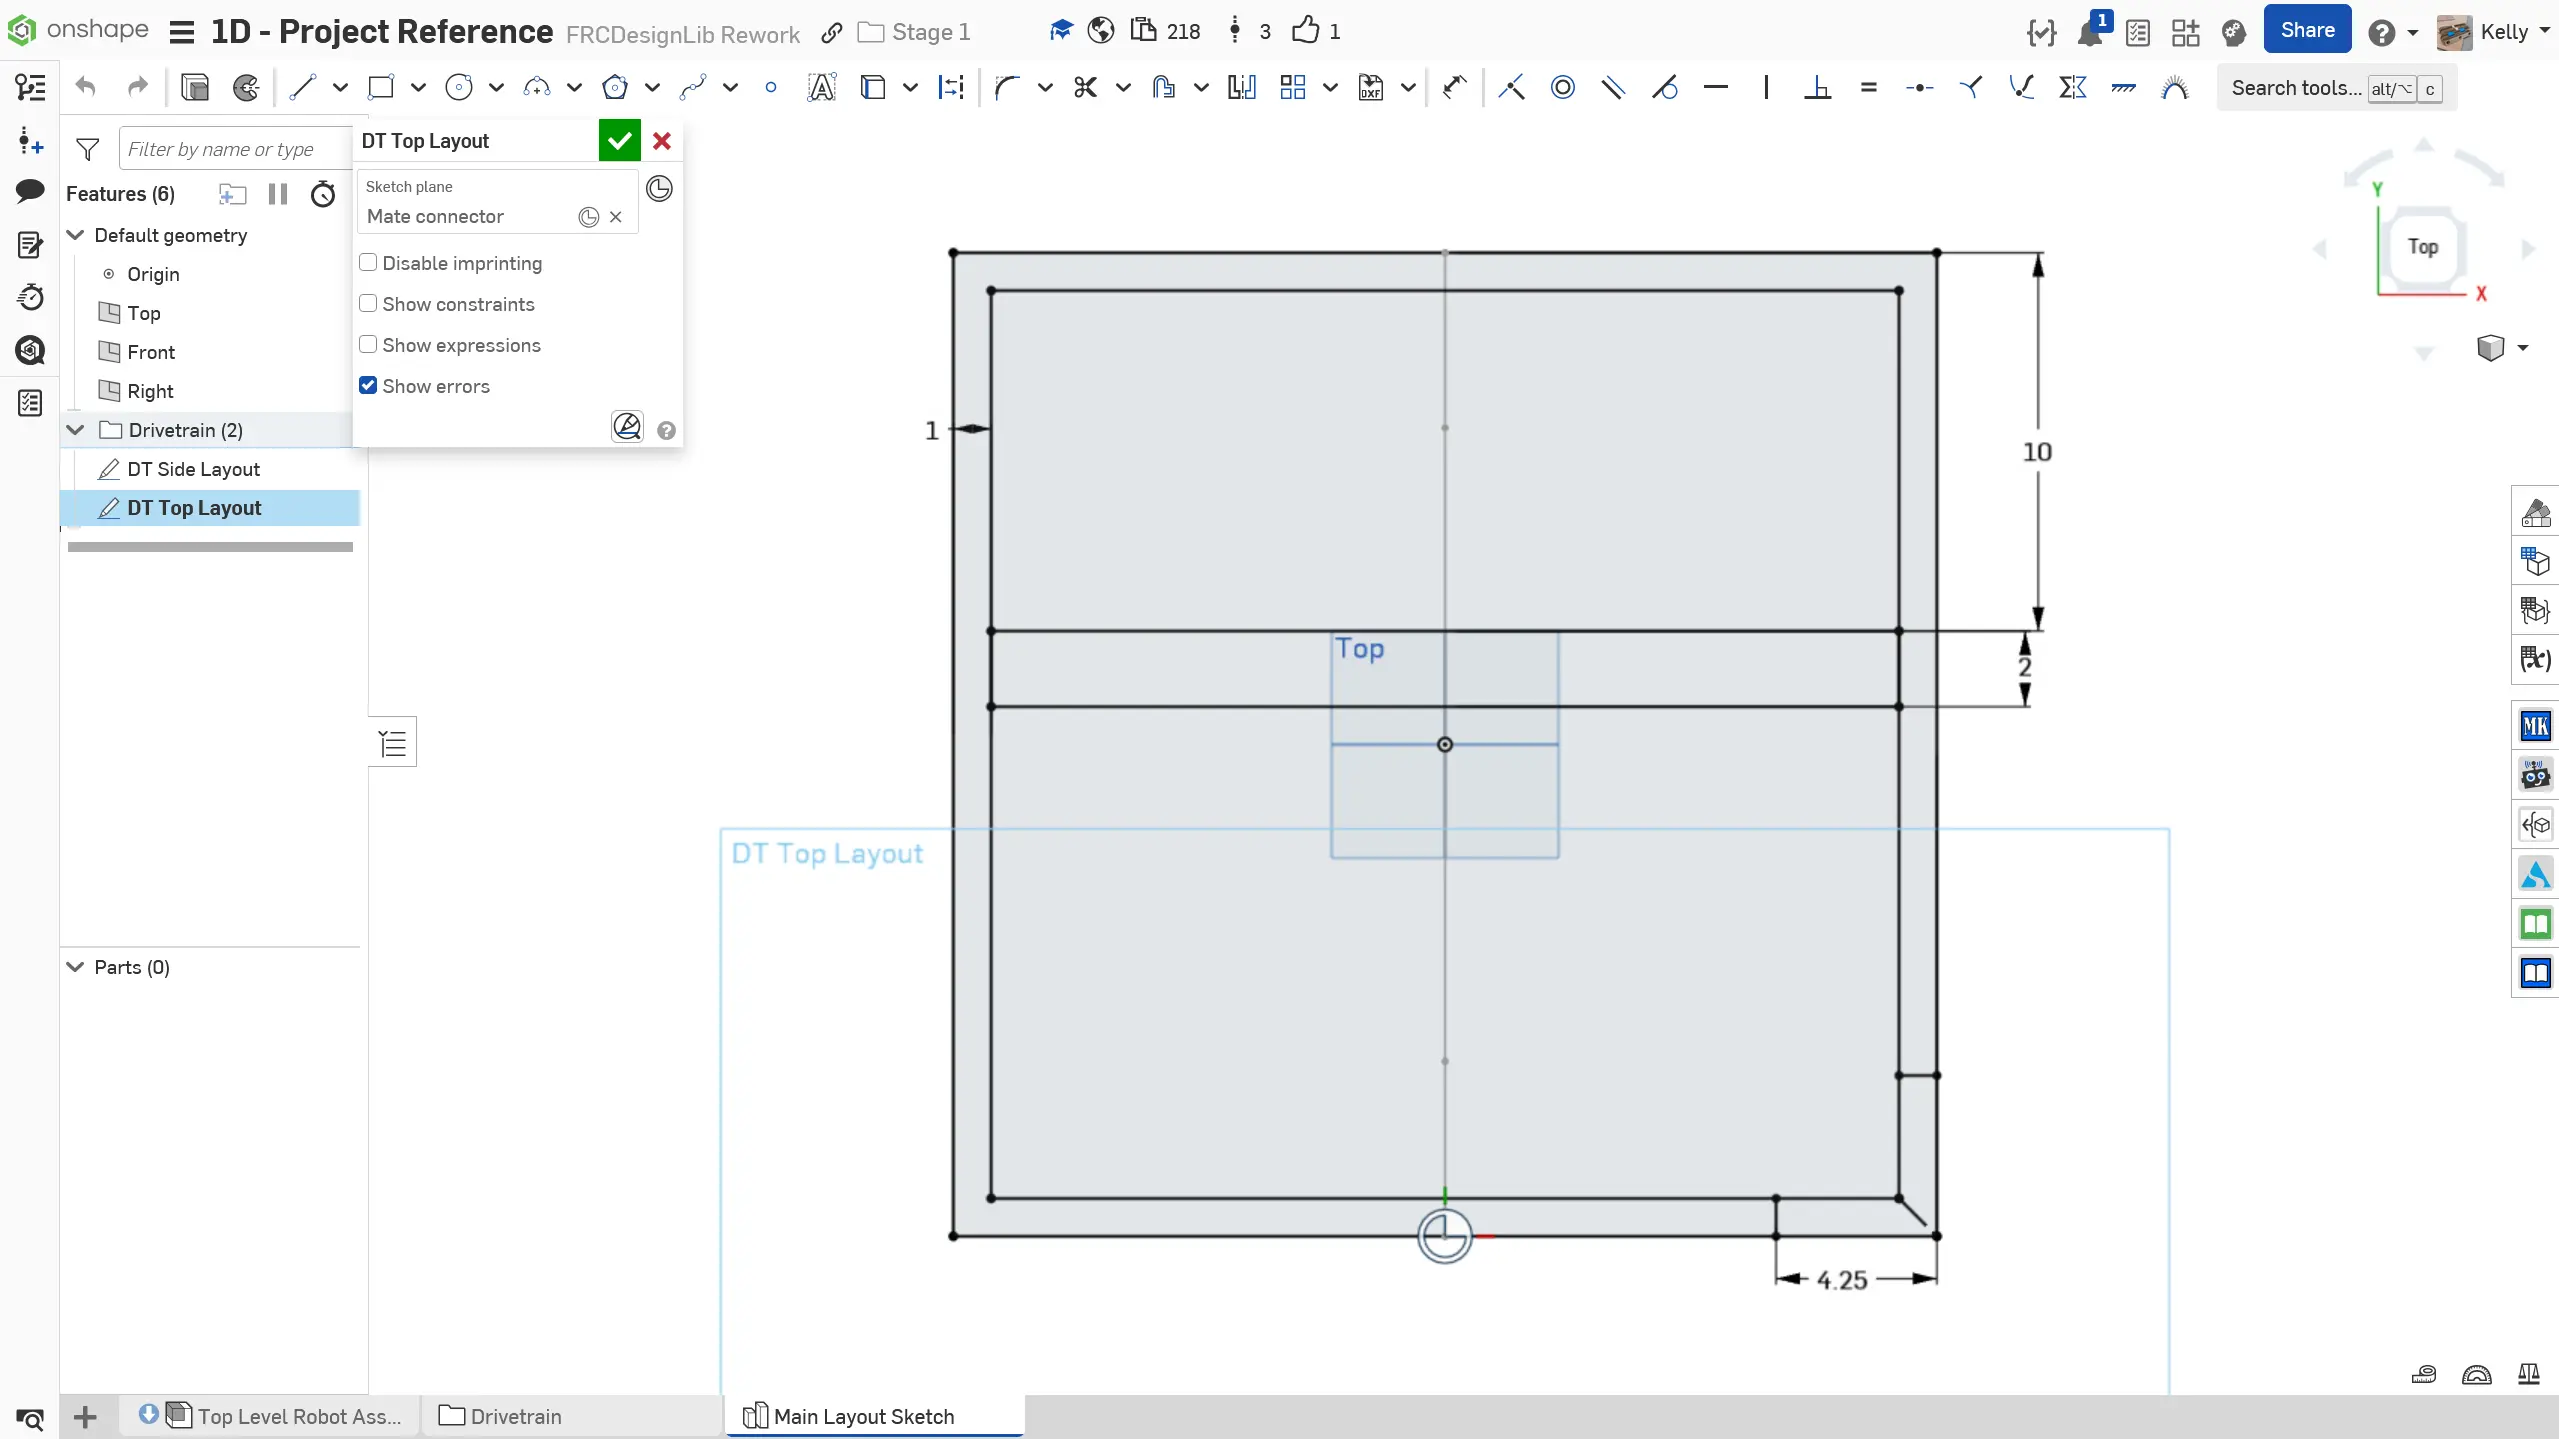 onshape
1D - Project Reference
FRCDesignLib Rework
Stage 1
218
3
1
1
Share
Kelly
Search tools...
alt/⌥
c
Filter by name or type
Features (6)
Default geometry
Origin
Top
Front
Right
Drivetrain (2)
DT Side Layout
DT Top Layout
Parts (0)
DT Top Layout
Sketch plane
Mate connector
Disable imprinting
Show constraints
Show expressions
Show errors
DXF
Y
Top
X
1
10
2
Top
DT Top Layout
4.25
(x)
MK
Top Level Robot Ass...
Drivetrain
Main Layout Sketch